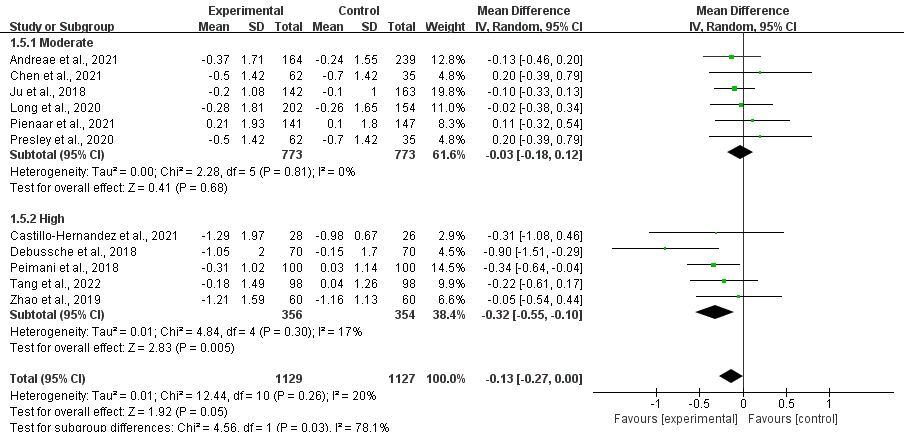 Experimental Control Mean Difference Mean Difference
Study or Subgroup Mean SD Total Mean SD Total Weight IV, Random, 95% CI IV, Random, 95% CI
1.5.1 Moderate
Andreae et al., 2021 -0.37 1.71 164 -0.24 1.55 239 12.8% -0.13 [-0.46, 0.20]
Chen et al., 2021 -0.5 1.42 62 -0.7 1.42 35 4.8% 0.20 [-0.39, 0.79]
Ju et al., 2018 -0.2 1.08 142 -0.1 1 163 19.9% -0.10 [-0.33, 0.13]
Long et al., 2020 -0.28 1.81 202 -0.26 1.65 154 11.0% -0.02 [-0.38, 0.34]
Pienaar et al., 2021 0.21 1.93 141 0.1 1.8 147 8.3% 0.11 [-0.32, 0.54]
Presley et al., 2020 -0.5 1.42 62 -0.7 1.42 35 4.8% 0.20 [-0.39, 0.79]
Subtotal (95% CI) 773 773 61.6% -0.03 [-0.18, 0.12]
Heterogeneity: Tau² = 0.00; Chi² = 2.28, df = 5 (P = 0.81); I² = 0%
Test for overall effect: Z = 0.41 (P = 0.68)
1.5.2 High
Castillo-Hernandez et al., 2021 -1.29 1.97 28 -0.98 0.67 26 2.9% -0.31 [-1.08, 0.46]
Debussche et al., 2018 -1.05 2 70 -0.15 1.7 70 4.5% -0.90 [-1.51, -0.29]
Peimani et al., 2018 -0.31 1.02 100 0.03 1.14 100 14.5% -0.34 [-0.64, -0.04]
Tang et al., 2022 -0.18 1.49 98 0.04 1.26 98 9.9% -0.22 [-0.61, 0.17]
Zhao et al., 2019 -1.21 1.59 60 -1.16 1.13 60 6.6% -0.05 [-0.54, 0.44]
Subtotal (95% CI) 356 354 38.4% -0.32 [-0.55, -0.10]
Heterogeneity: Tau² = 0.01; Chi² = 4.84, df = 4 (P = 0.30); I² = 17%
Test for overall effect: Z = 2.83 (P = 0.005)
Total (95% CI) 1129 1127 100.0% -0.13 [-0.27, 0.00]
Heterogeneity: Tau² = 0.01; Chi² = 12.44, df = 10 (P = 0.26); I² = 20%
Test for overall effect: Z = 1.92 (P = 0.05)
Test for subgroup differences: Chi² = 4.56, df = 1 (P = 0.03), I² = 78.1%
-1 -0.5 0 0.5 1
Favours [experimental] Favours [control]